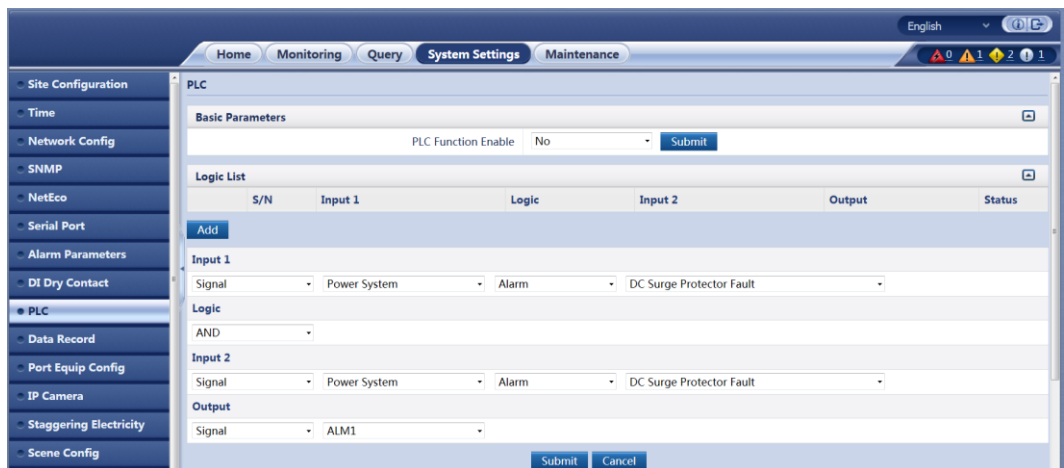 English
Home Monitoring Query System Settings Maintenance
0 1 2 1
Site Configuration
Time
Network Config
SNMP
NetEco
Serial Port
Alarm Parameters
DI Dry Contact
PLC
Data Record
Port Equip Config
IP Camera
Staggering Electricity
Scene Config
PLC
Basic Parameters
PLC Function Enable No Submit
Logic List
S/N Input 1 Logic Input 2 Output Status
Add
Input 1
Signal Power System Alarm DC Surge Protector Fault
Logic
AND
Input 2
Signal Power System Alarm DC Surge Protector Fault
Output
Signal ALM1
Submit Cancel